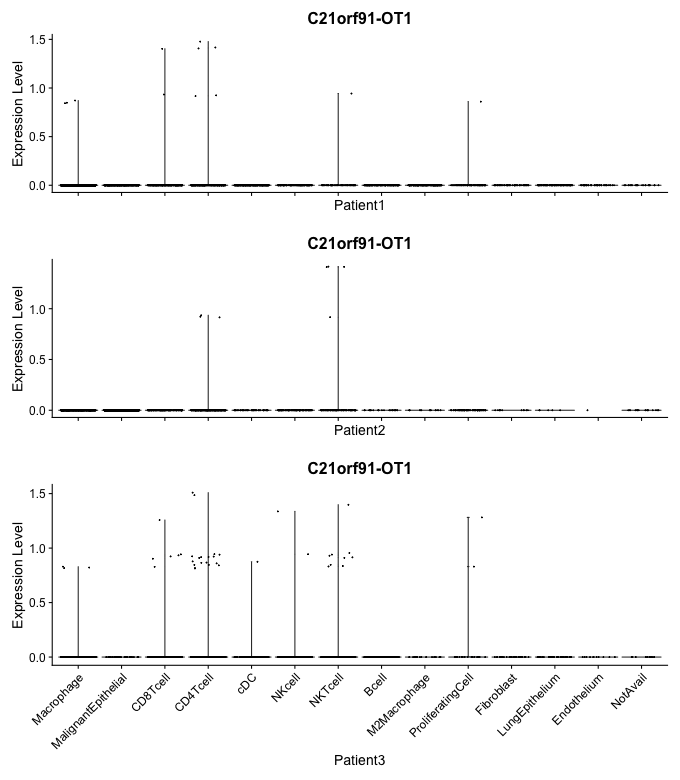 C21orf91-OT1
Expression Level
1.5
1.0
0.5
0.0
Patient1
C21orf91-OT1
Expression Level
1.0
0.5
0.0
Patient2
C21orf91-OT1
Expression Level
1.5
1.0
0.5
0.0
Macrophage
MalignantEpithelial
CD8Tcell
CD4Tcell
cDC
NKcell
NKTcell
Bcell
M2Macrophage
ProliferatingCell
Fibroblast
LungEpithelium
Endothelium
NotAvail
Patient3